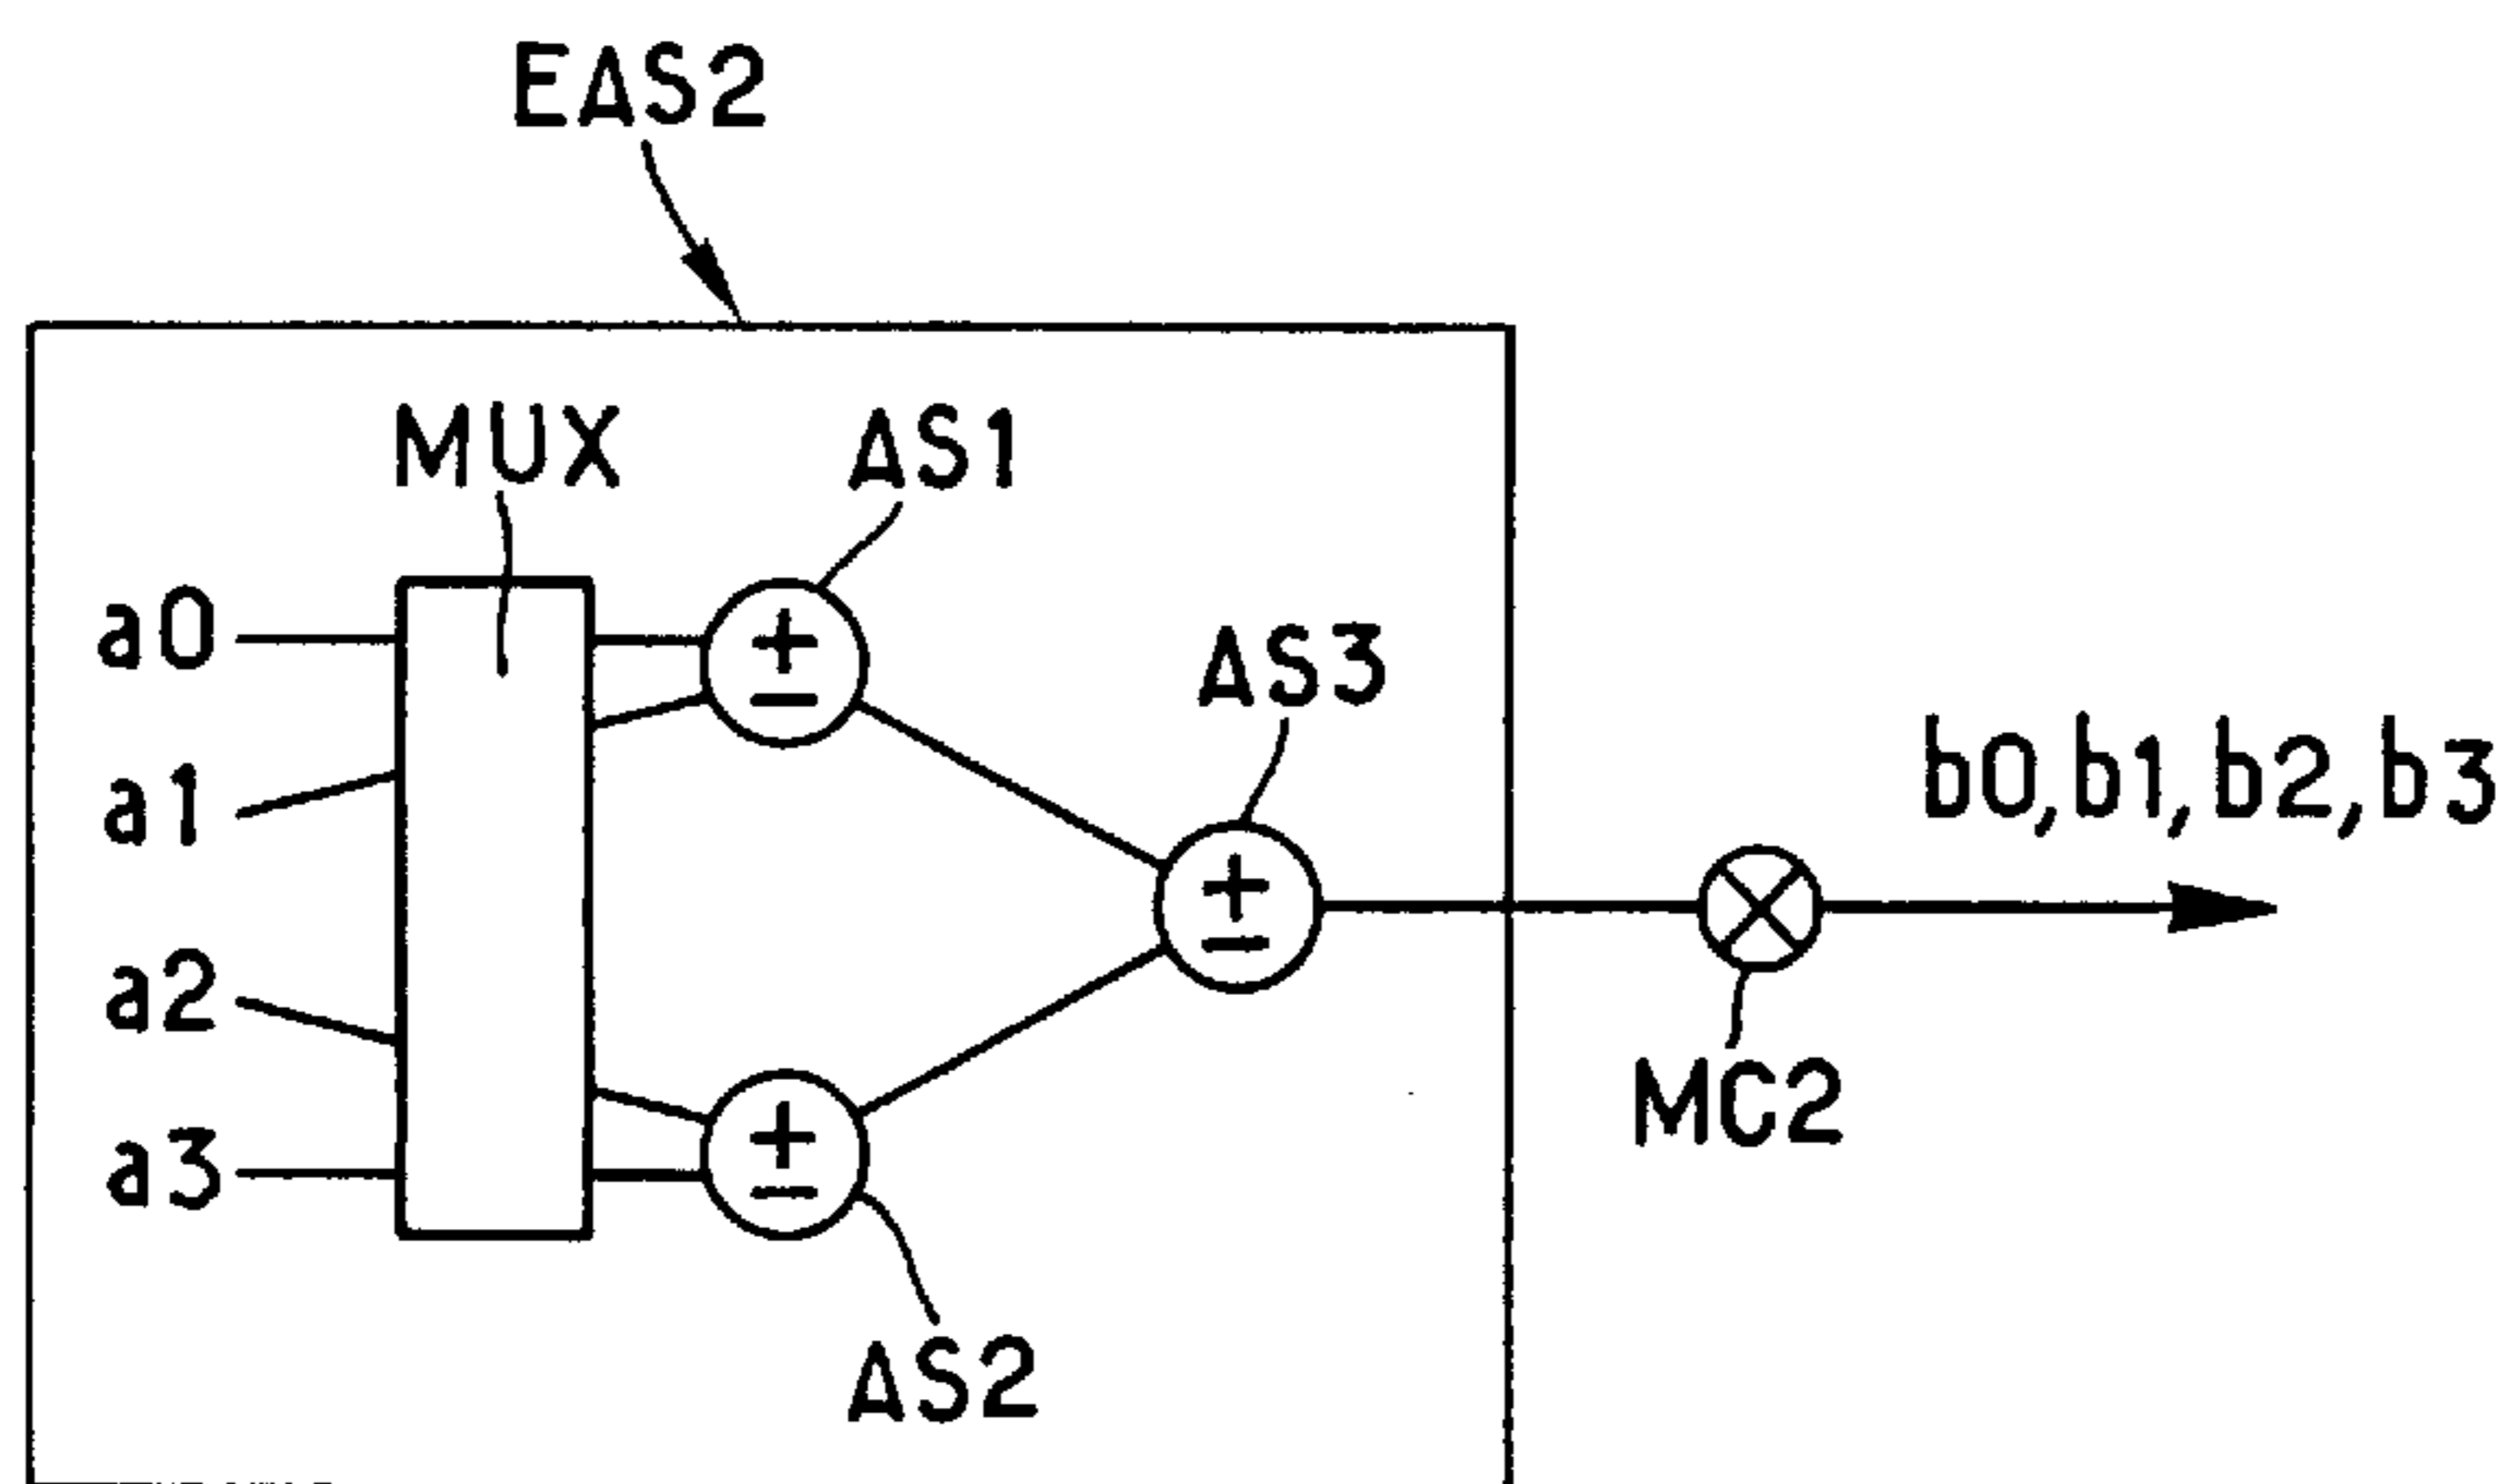 EAS2
MUX
AS1
a0
AS3
a1
b0,b1,b2,b3
a2
MC2
a3
AS2